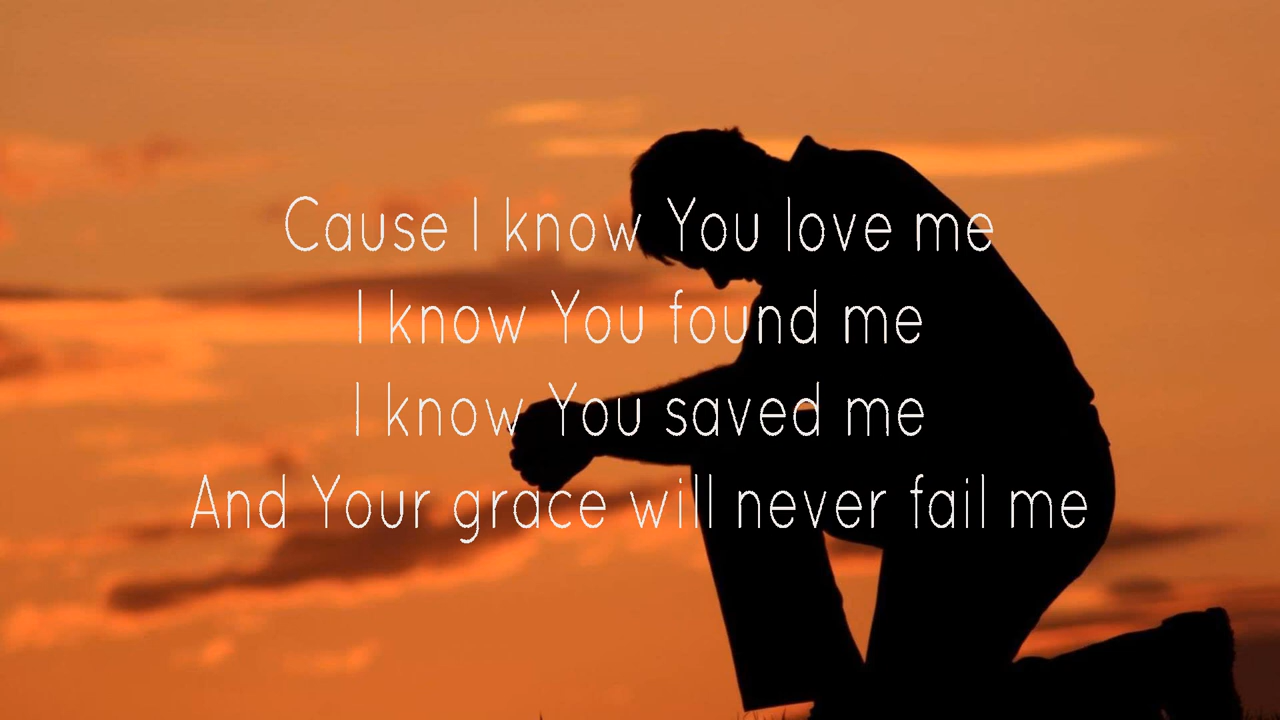 Cause I know You love me
I know You found me
I know You saved me
And Your grace will never fail me